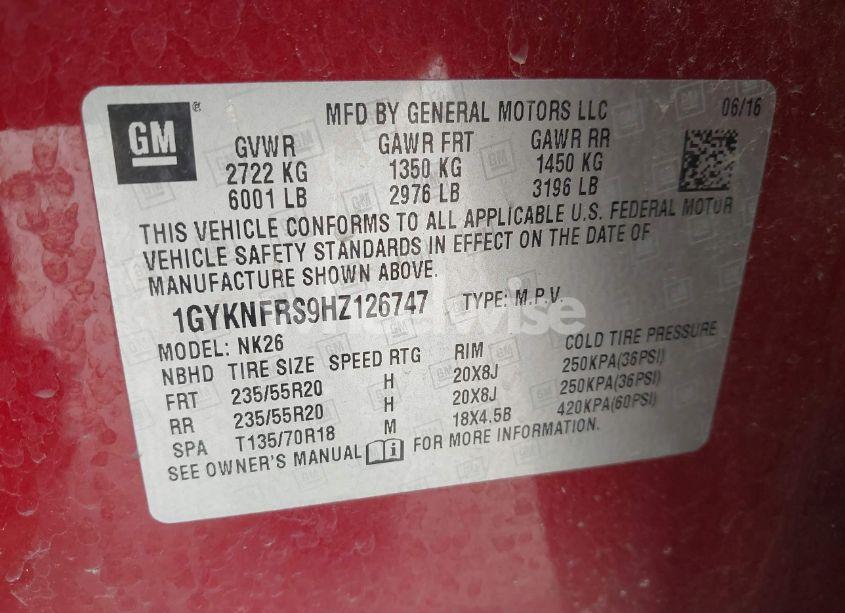 GM ®
MFD BY GENERAL MOTORS LLC 06/16
GVWR GAWR FRT GAWR RR
2722 KG 1350 KG 1450 KG
6001 LB 2976 LB 3196 LB
THIS VEHICLE CONFORMS TO ALL APPLICABLE U.S. FEDERAL MOTOR
VEHICLE SAFETY STANDARDS IN EFFECT ON THE DATE OF
MANUFACTURE SHOWN ABOVE.
1GYKNFRS9HZ126747 TYPE: M.P.V.
MODEL: NK26
NBHD TIRE SIZE SPEED RTG RIM COLD TIRE PRESSURE
FRT 235/55R20 H 20X8J 250KPA(36PSI)
RR 235/55R20 H 20X8J 250KPA(36PSI)
SPA T135/70R18 M 18X4.5B 420KPA(60PSI)
SEE OWNER'S MANUAL i FOR MORE INFORMATION.